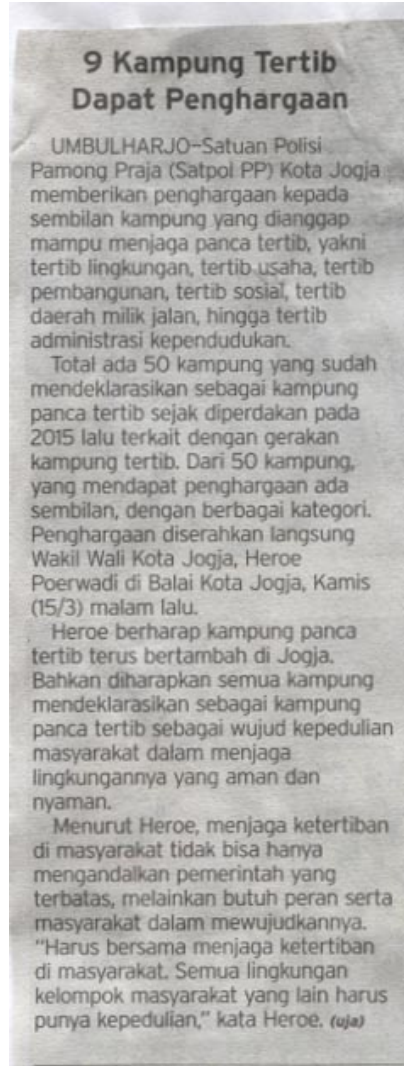 9 Kampung Tertib
Dapat Penghargaan
UMBULHARJO–Satuan Polisi
Pamong Praja (Satpol PP) Kota Jogja
memberikan penghargaan kepada
sembilan kampung yang dianggap
mampu menjaga panca tertib, yakni
tertib lingkungan, tertib usaha, tertib
pembangunan, tertib sosial, tertib
daerah milik jalan, hingga tertib
administrasi kependudukan.
Total ada 50 kampung yang sudah
mendeklarasikan sebagai kampung
panca tertib sejak diperdakan pada
2015 lalu terkait dengan gerakan
kampung tertib. Dari 50 kampung,
yang mendapat penghargaan ada
sembilan, dengan berbagai kategori.
Penghargaan diserahkan langsung
Wakil Wali Kota Jogja, Heroe
Poerwadi di Balai Kota Jogja, Kamis
(15/3) malam lalu.
Heroe berharap kampung panca
tertib terus bertambah di Jogja.
Bahkan diharapkan semua kampung
mendeklarasikan sebagai kampung
panca tertib sebagai wujud kepedulian
masyarakat dalam menjaga
lingkungannya yang aman dan
nyaman.
Menurut Heroe, menjaga ketertiban
di masyarakat tidak bisa hanya
mengandalkan pemerintah yang
terbatas, melainkan butuh peran serta
masyarakat dalam mewujudkannya.
"Harus bersama menjaga ketertiban
di masyarakat. Semua lingkungan
kelompok masyarakat yang lain harus
punya kepedulian," kata Heroe. (uja)